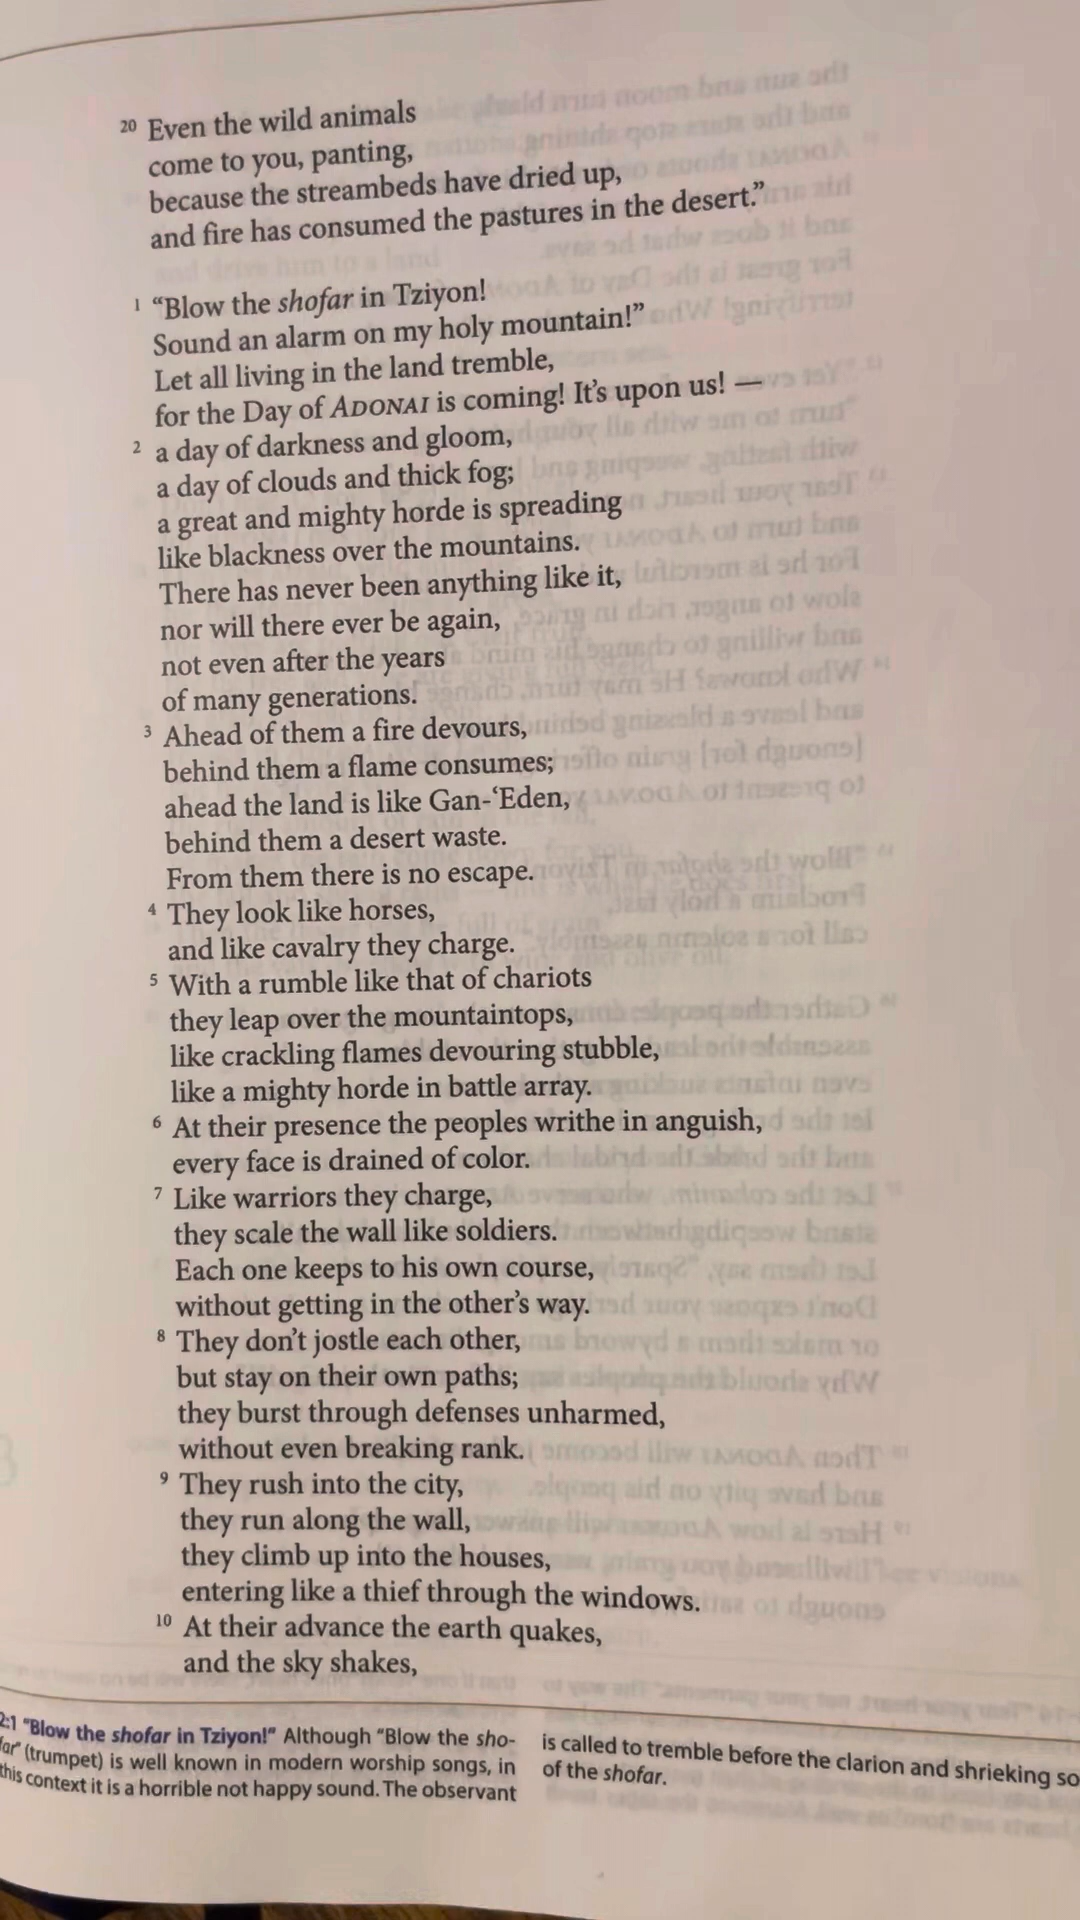 20 Even the wild animals
come to you, panting,
because the streambeds have dried up,
and fire has consumed the pastures in the desert.”
1 “Blow the shofar in Tziyon!
Sound an alarm on my holy mountain!”
Let all living in the land tremble,
for the Day of ADONAI is coming! It’s upon us! —
2 a day of darkness and gloom,
a day of clouds and thick fog;
a great and mighty horde is spreading
like blackness over the mountains.
There has never been anything like it,
nor will there ever be again,
not even after the years
of many generations.
3 Ahead of them a fire devours,
behind them a flame consumes;
ahead the land is like Gan-‘Eden,
behind them a desert waste.
From them there is no escape.
4 They look like horses,
and like cavalry they charge.
5 With a rumble like that of chariots
they leap over the mountaintops,
like crackling flames devouring stubble,
like a mighty horde in battle array.
6 At their presence the peoples writhe in anguish,
every face is drained of color.
7 Like warriors they charge,
they scale the wall like soldiers.
Each one keeps to his own course,
without getting in the other’s way.
8 They don’t jostle each other,
but stay on their own paths;
they burst through defenses unharmed,
without even breaking rank.
9 They rush into the city,
they run along the wall,
they climb up into the houses,
entering like a thief through the windows.
10 At their advance the earth quakes,
and the sky shakes,
2:1 “Blow the shofar in Tziyon!” Although “Blow the sho-
far” (trumpet) is well known in modern worship songs, in
this context it is a horrible not happy sound. The observant
is called to tremble before the clarion and shrieking so
of the shofar.